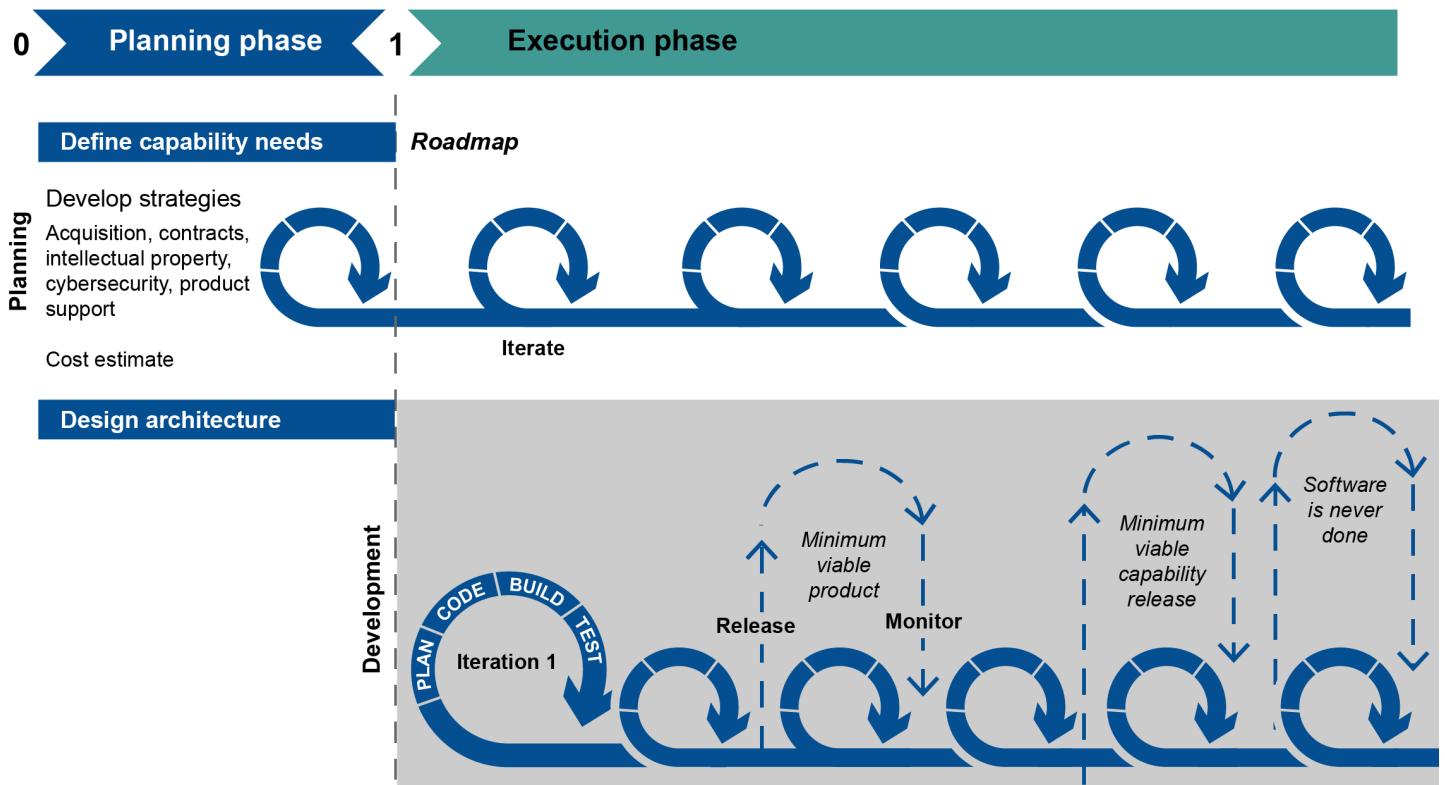 0
Planning phase
1
Execution phase
Define capability needs
Roadmap
Planning
Develop strategies
Acquisition, contracts,
intellectual property,
cybersecurity, product
support
Cost estimate
Iterate
Design architecture
Development
PLAN
CODE
BUILD
TEST
Iteration 1
Release
Minimum
viable
product
Monitor
Minimum
viable
capability
release
Software
is never
done